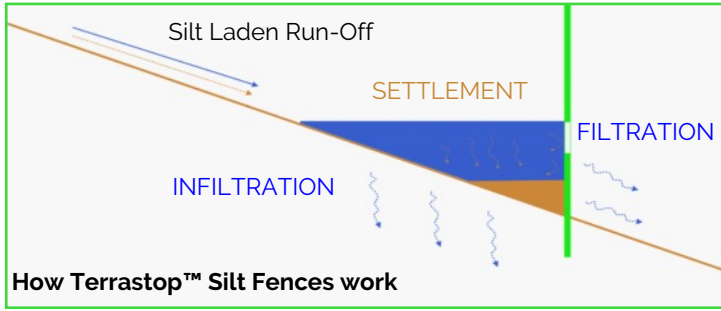 Silt Laden Run-Off
SETTLEMENT
FILTRATION
INFILTRATION
How Terrastop™ Silt Fences work